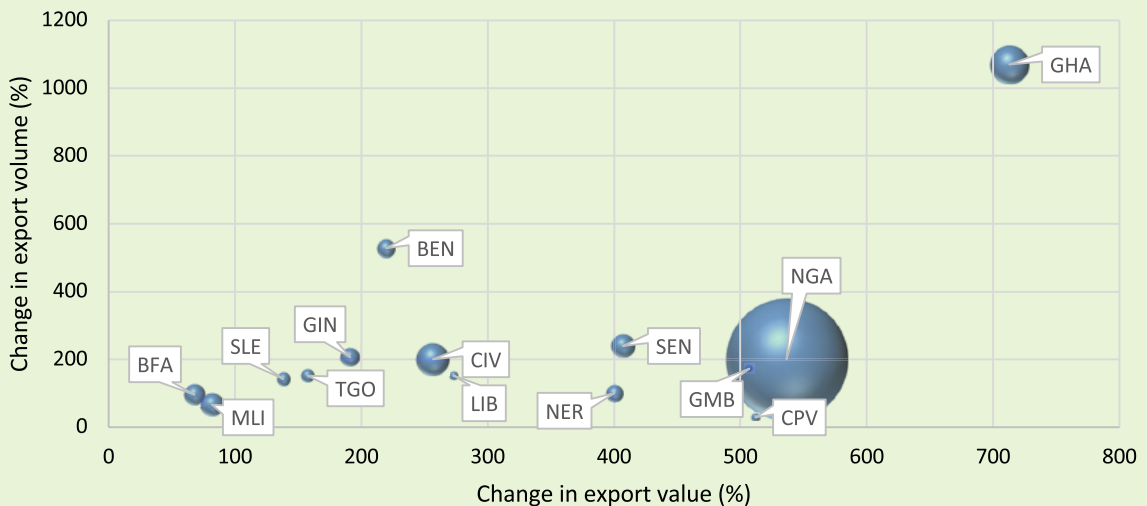 1200
1000
800
600
400
200
0
Change in export volume (%)
GHA
BEN
NGA
GIN
SLE
SEN
BFA
CIV
TGO
LIB
GMB
NER
MLI
CPV
0 100 200 300 400 500 600 700 800
Change in export value (%)